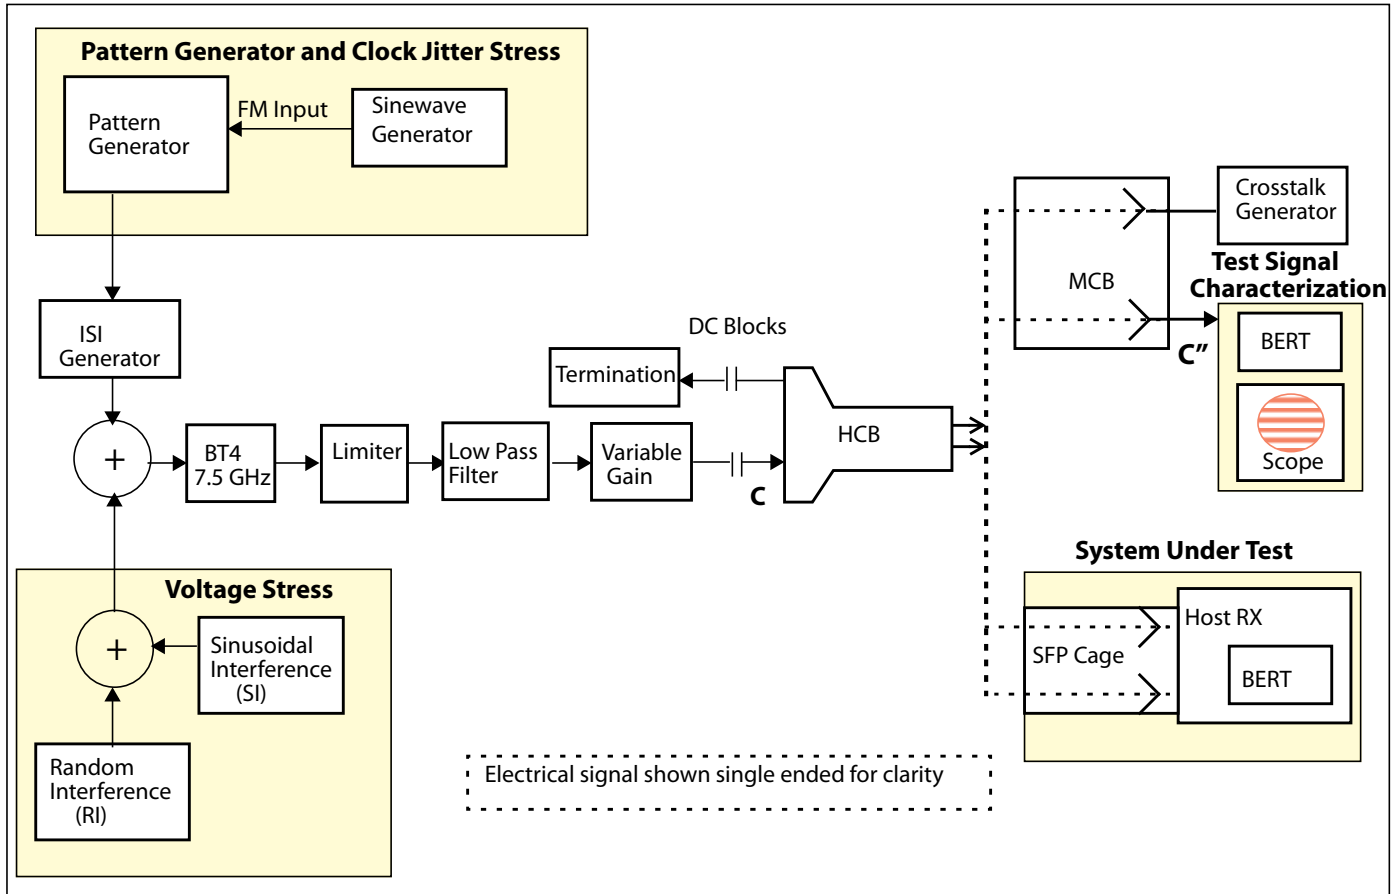 Pattern Generator and Clock Jitter Stress
Pattern
Generator
FM Input
Sinewave
Generator
ISI
Generator
+
BT4
7.5 GHz
Limiter
Low Pass
Filter
Variable
Gain
DC Blocks
Termination
C
HCB
MCB
Crosstalk
Generator
Test Signal
Characterization
BERT
Scope
C”
Voltage Stress
+
Sinusoidal
Interference
(SI)
Random
Interference
(RI)
System Under Test
SFP Cage
Host RX
BERT
Electrical signal shown single ended for clarity